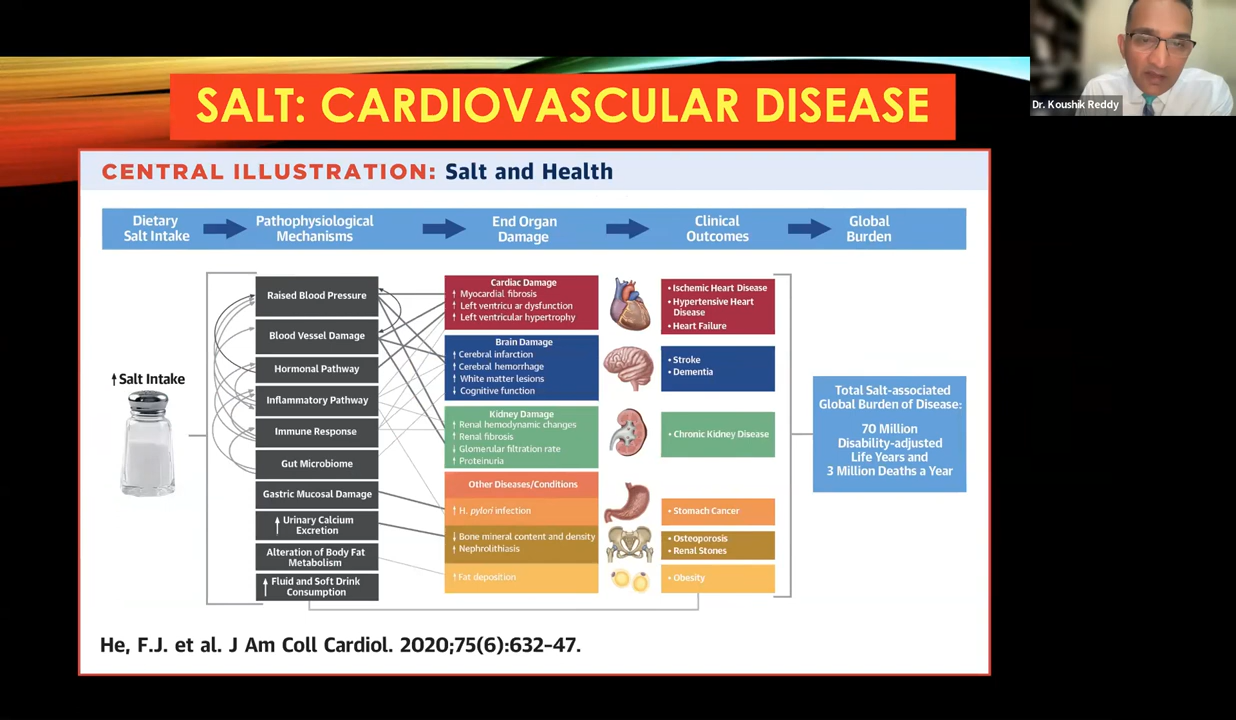 SALT: CARDIOVASCULAR DISEASE
Dr. Koushik Reddy
CENTRAL ILLUSTRATION: Salt and Health
Dietary
Salt Intake
Pathophysiological
Mechanisms
End Organ
Damage
Clinical
Outcomes
Global
Burden
↑ Salt Intake
Raised Blood Pressure
Blood Vessel Damage
Hormonal Pathway
Inflammatory Pathway
Immune Response
Gut Microbiome
Gastric Mucosal Damage
↑ Urinary Calcium
Excretion
Alteration of Body Fat
Metabolism
↑ Fluid and Soft Drink
Consumption
Cardiac Damage
↑ Myocardial fibrosis
↑ Left ventricu ar dysfunction
↑ Left ventricular hypertrophy
Brain Damage
↑ Cerebral infarction
↑ Cerebral hemorrhage
↑ White matter lesions
↓ Cognitive function
Kidney Damage
↑ Renal hemodynamic changes
↑ Renal fibrosis
↓ Glomerular filtration rate
↑ Proteinuria
Other Diseases/Conditions
↑ H. pylori infection
↓ Bone mineral content and density
↑ Nephrolithiasis
↑ Fat deposition
• Ischemic Heart Disease
• Hypertensive Heart
Disease
• Heart Failure
• Stroke
• Dementia
• Chronic Kidney Disease
• Stomach Cancer
• Osteoporosis
• Renal Stones
• Obesity
Total Salt-associated
Global Burden of Disease:
70 Million
Disability-adjusted
Life Years and
3 Million Deaths a Year
He, F.J. et al. J Am Coll Cardiol. 2020;75(6):632–47.